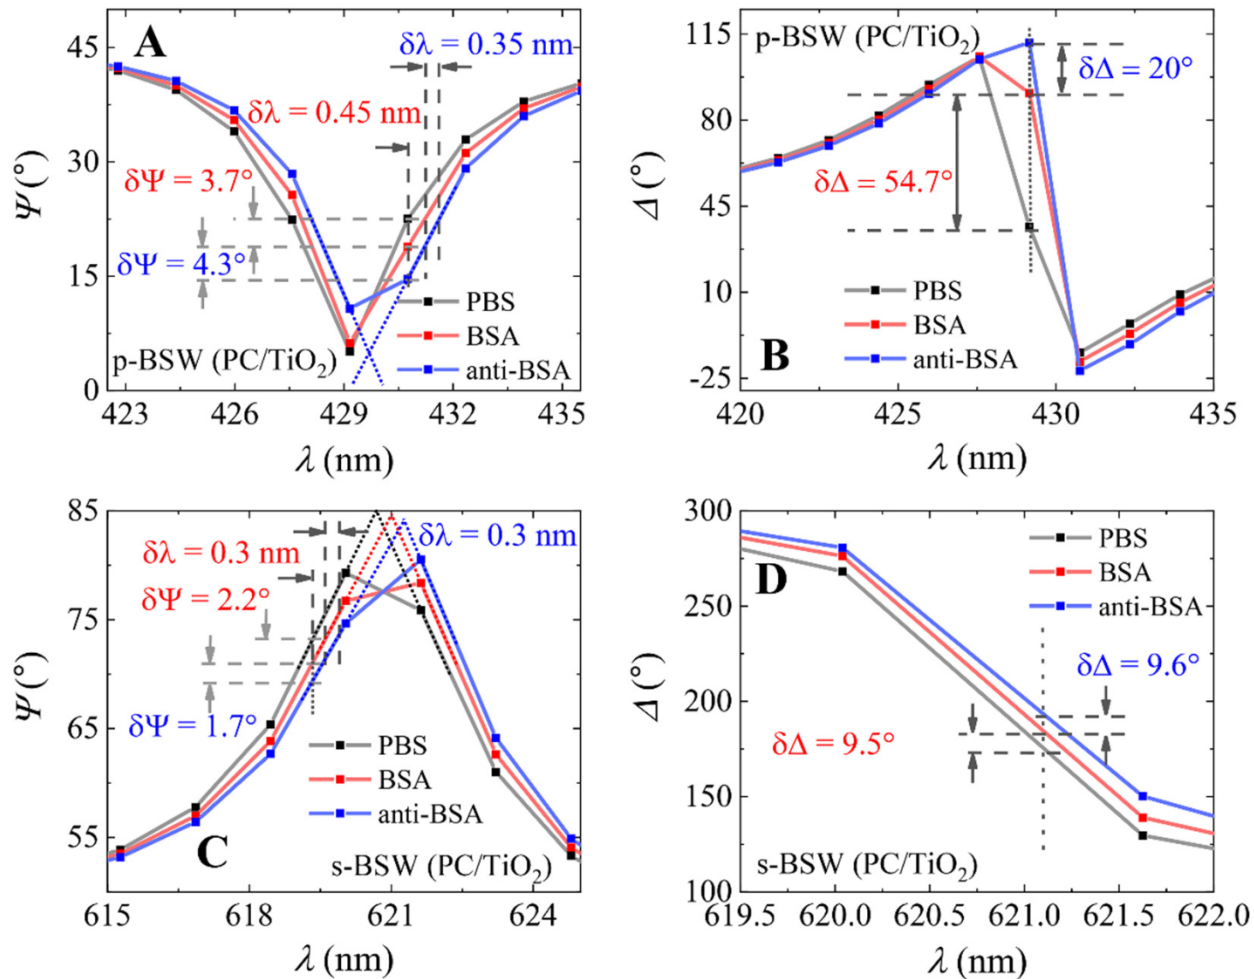 A
δλ = 0.35 nm
δλ = 0.45 nm
δΨ = 3.7°
δΨ = 4.3°
PBS
BSA
anti-BSA
p-BSW (PC/TiO₂)
45
30
15
0
Ψ (°)
423 426 429 432 435
λ (nm)
p-BSW (PC/TiO₂)
δΔ = 20°
δΔ = 54.7°
PBS
BSA
anti-BSA
B
115
80
45
10
-25
Δ (°)
420 425 430 435
λ (nm)
δλ = 0.3 nm
δλ = 0.3 nm
δΨ = 2.2°
δΨ = 1.7°
PBS
BSA
anti-BSA
C
s-BSW (PC/TiO₂)
85
75
65
55
Ψ (°)
615 618 621 624
λ (nm)
D
PBS
BSA
anti-BSA
δΔ = 9.6°
δΔ = 9.5°
s-BSW (PC/TiO₂)
300
250
200
150
100
Δ (°)
619.5 620.0 620.5 621.0 621.5 622.0
λ (nm)